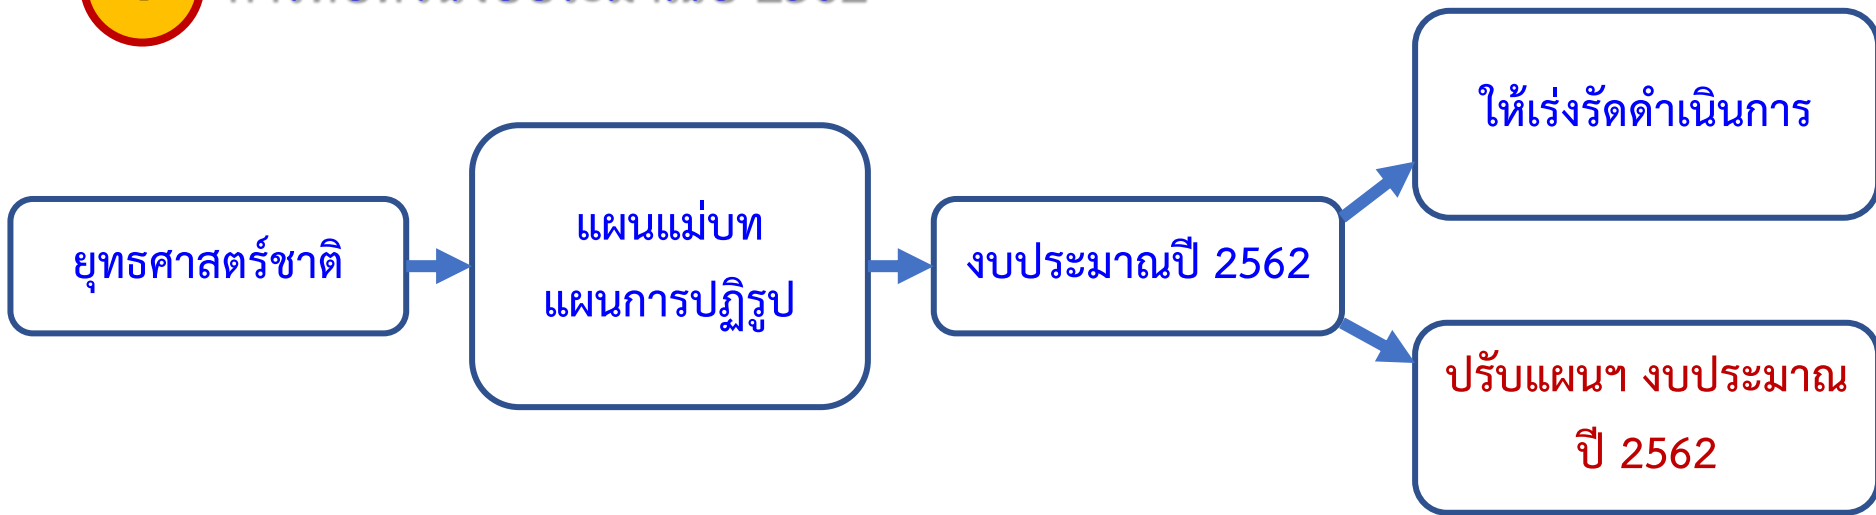 ยุทธศาสตร์ชาติ
แผนแม่บท
แผนการปฏิรูป
งบประมาณปี 2562
ให้เร่งรัดดำเนินการ
ปรับแผนฯ งบประมาณ
ปี 2562